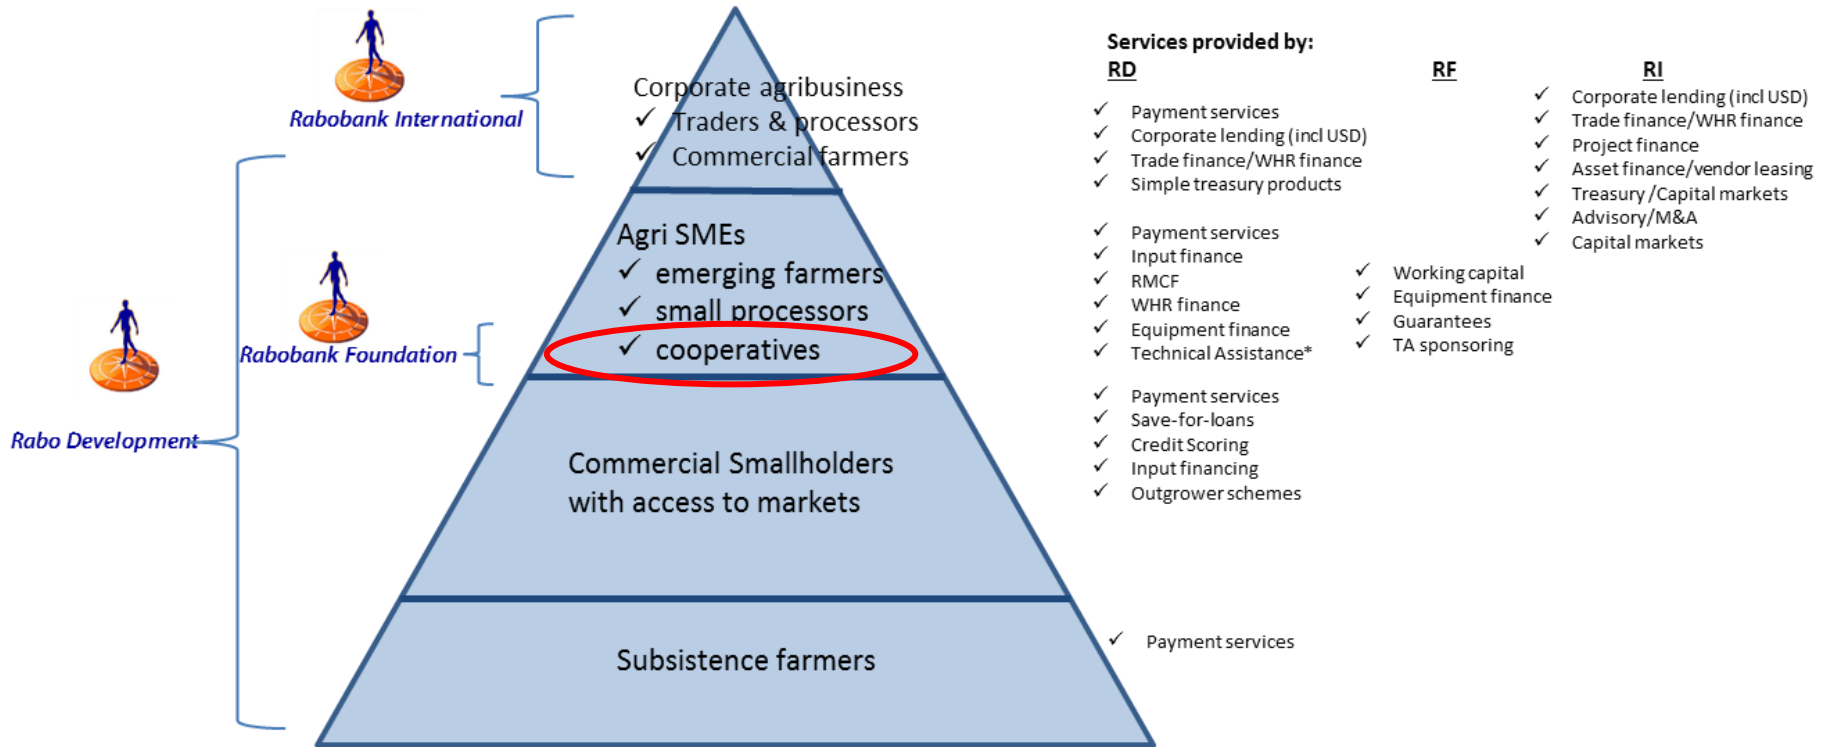 Rabobank International
Rabobank Foundation
Rabo Development
Corporate agribusiness
✓ Traders & processors
✓ Commercial farmers
Agri SMEs
✓ emerging farmers
✓ small processors
✓ cooperatives
Commercial Smallholders
with access to markets
Subsistence farmers
Services provided by:
RD
✓ Payment services
✓ Corporate lending (incl USD)
✓ Trade finance/WHR finance
✓ Simple treasury products
✓ Payment services
✓ Input finance
✓ RMCF
✓ WHR finance
✓ Equipment finance
✓ Technical Assistance*
✓ Payment services
✓ Save-for-loans
✓ Credit Scoring
✓ Input financing
✓ Outgrower schemes
✓ Payment services
RF
✓ Working capital
✓ Equipment finance
✓ Guarantees
✓ TA sponsoring
RI
✓ Corporate lending (incl USD)
✓ Trade finance/WHR finance
✓ Project finance
✓ Asset finance/vendor leasing
✓ Treasury/Capital markets
✓ Advisory/M&A
✓ Capital markets